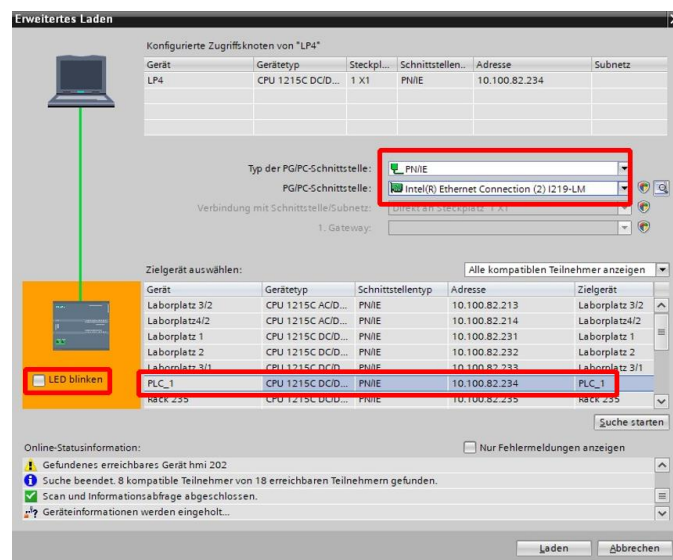 Erweitertes Laden
Konfigurierte Zugriffsknoten von "LP4"
Gerät Gerätetyp Steckpl... Schnittstellen.. Adresse Subnetz
LP4 CPU 1215C DC/D... 1 X1 PN/IE 10.100.82.234
Typ der PG/PC-Schnittstelle: PN/IE
PG/PC-Schnittstelle: Intel(R) Ethernet Connection (2) I219-LM
Verbindung mit Schnittstelle/Subnetz: Direkt an Steckplatz '1 X1'
1. Gateway:
Zielgerät auswählen: Alle kompatiblen Teilnehmer anzeigen
Gerät Gerätetyp Schnittstellentyp Adresse Zielgerät
Laborplatz 3/2 CPU 1215C AC/D... PN/IE 10.100.82.213 Laborplatz 3/2
Laborplatz4/2 CPU 1215C AC/D... PN/IE 10.100.82.214 Laborplatz4/2
Laborplatz 1 CPU 1215C DC/D... PN/IE 10.100.82.231 Laborplatz 1
Laborplatz 2 CPU 1215C DC/D... PN/IE 10.100.82.232 Laborplatz 2
Laborplatz 3/1 CPU 1215C DC/D... PN/IE 10.100.82.233 Laborplatz 3/1
PLC_1 CPU 1215C DC/D... PN/IE 10.100.82.234 PLC_1
Rack 235 CPU 1215C DC/D... PN/IE 10.100.82.235 Rack 235
LED blinken
Suche starten
Online-Statusinformation: Nur Fehlermeldungen anzeigen
Gefundenes erreichbares Gerät hmi 202
Suche beendet. 8 kompatible Teilnehmer von 18 erreichbaren Teilnehmern gefunden.
Scan und Informationsabfrage abgeschlossen.
Geräteinformationen werden eingeholt...
Laden Abbrechen